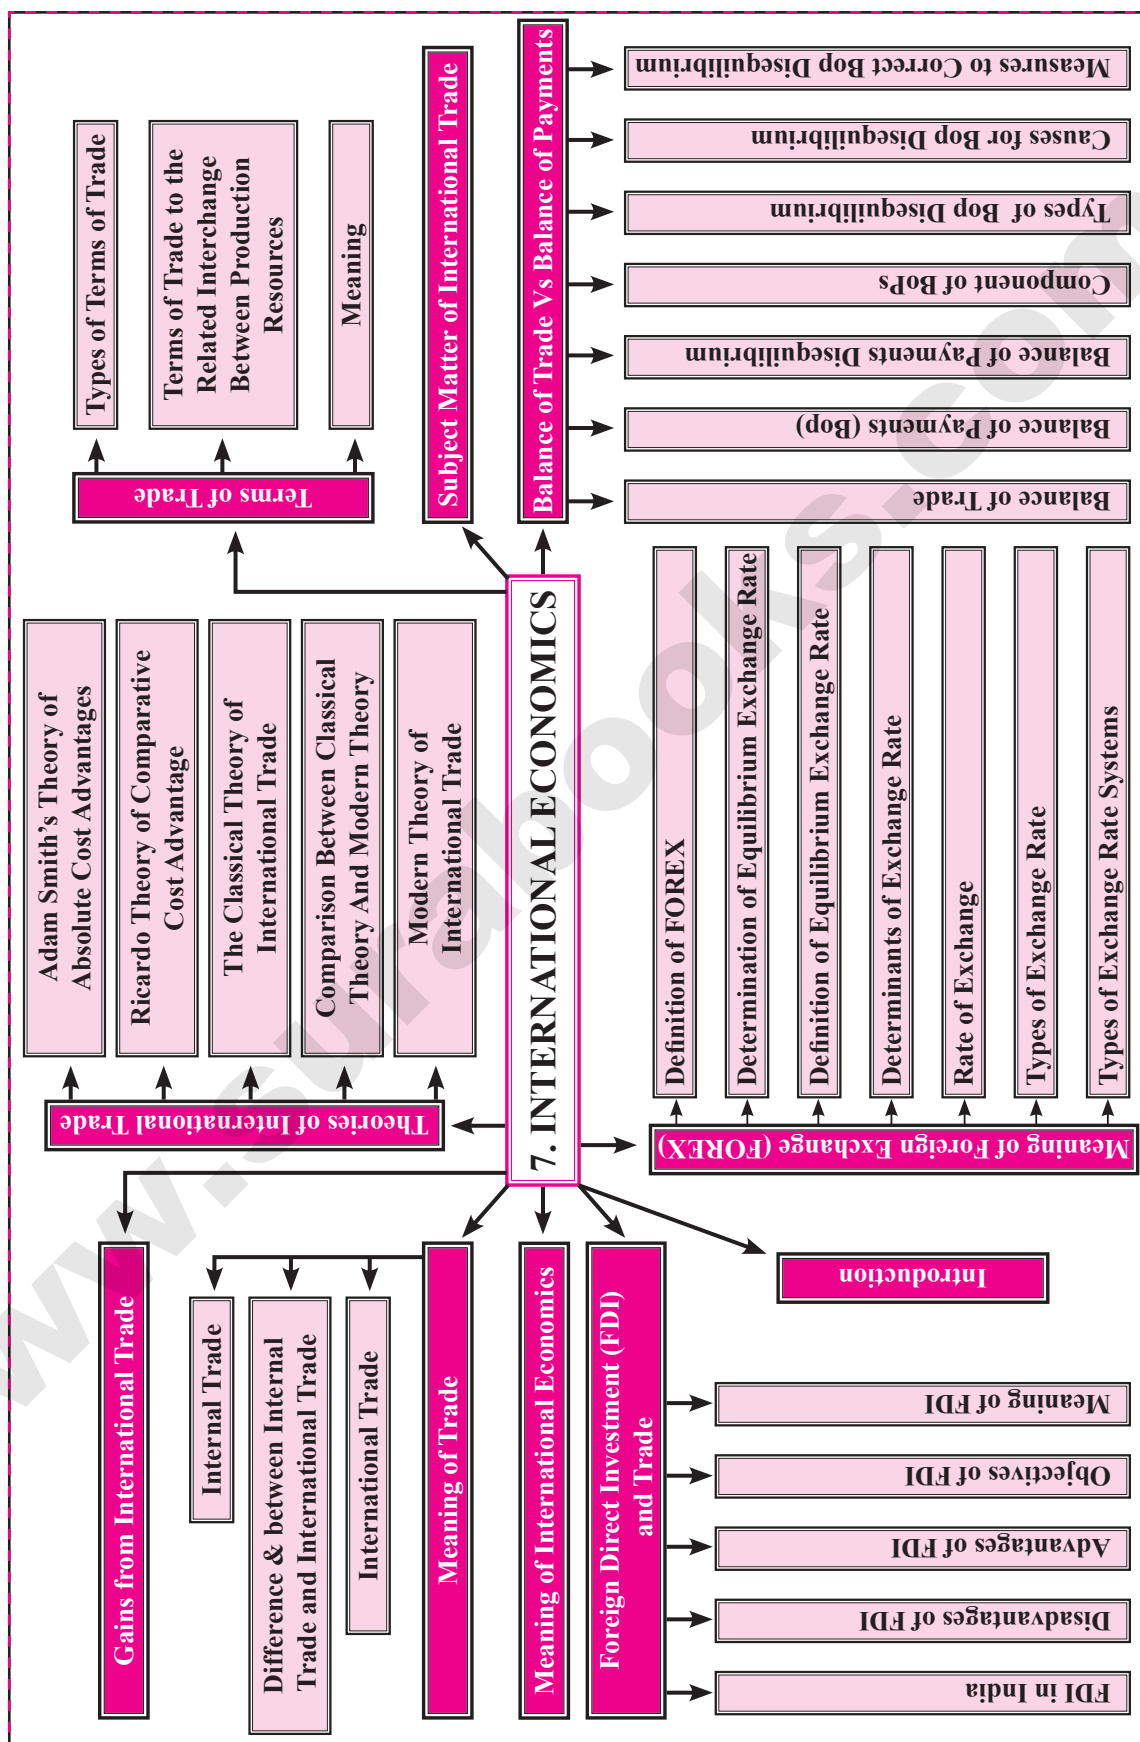 7. INTERNATIONAL ECONOMICS
Gains from International Trade
Internal Trade
Difference & between Internal
Trade and International Trade
International Trade
Meaning of Trade
Meaning of International Economics
Foreign Direct Investment (FDI)
and Trade
Meaning of FDI
Objectives of FDI
Advantages of FDI
Disadvantages of FDI
FDI in India
Introduction
Theories of International Trade
Adam Smith's Theory of
Absolute Cost Advantages
Ricardo Theory of Comparative
Cost Advantage
The Classical Theory of
International Trade
Comparison Between Classical
Theory And Modern Theory
Modern Theory of
International Trade
Meaning of Foreign Exchange (FOREX)
Definition of FOREX
Determination of Equilibrium Exchange Rate
Definition of Equilibrium Exchange Rate
Determinants of Exchange Rate
Rate of Exchange
Types of Exchange Rate
Types of Exchange Rate Systems
Terms of Trade
Types of Terms of Trade
Terms of Trade to the
Related Interchange
Between Production
Resources
Meaning
Subject Matter of International Trade
Balance of Trade Vs Balance of Payments
Measures to Correct Bop Disequilibrium
Causes for Bop Disequilibrium
Types of Bop Disequilibrium
Component of BoPs
Balance of Payments Disequilibrium
Balance of Payments (Bop)
Balance of Trade
www.surabooks.com